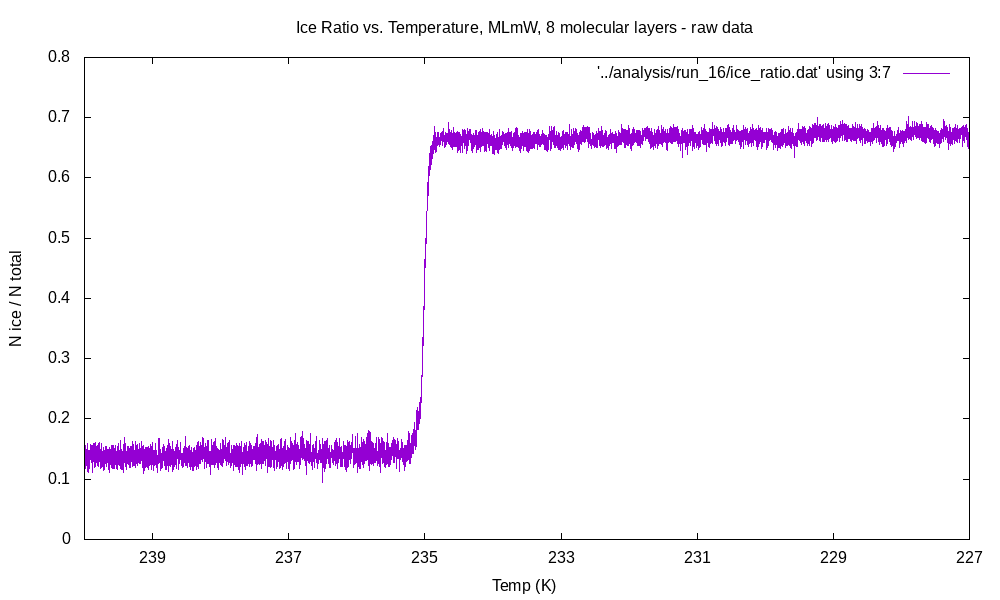 Ice Ratio vs. Temperature, MLmW, 8 molecular layers - raw data
'../analysis/run_16/ice_ratio.dat' using 3:7
0.8
0.7
0.6
0.5
0.4
0.3
0.2
0.1
0
N ice / N total
239 237 235 233 231 229 227
Temp (K)